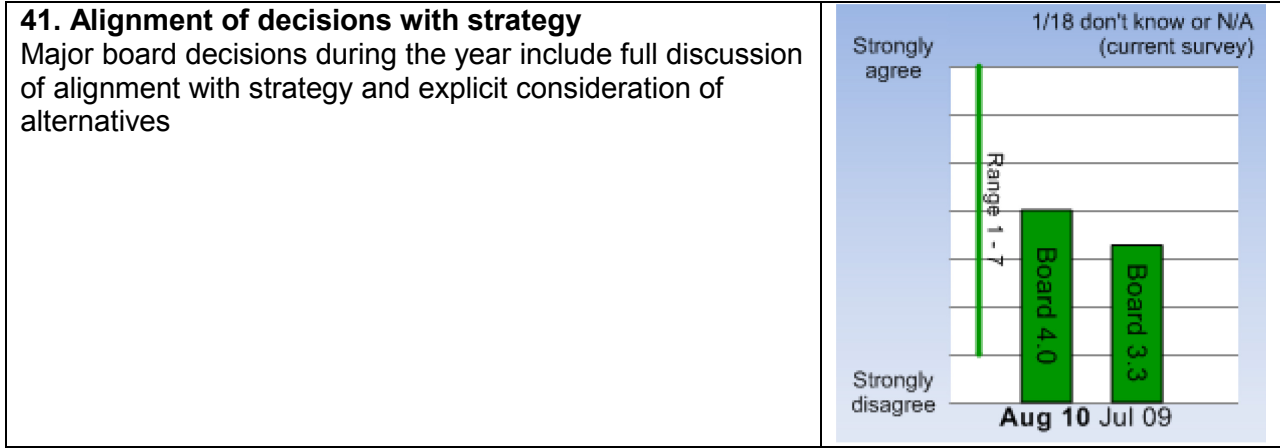 41. Alignment of decisions with strategy
Major board decisions during the year include full discussion
of alignment with strategy and explicit consideration of
alternatives
1/18 don't know or N/A
(current survey)
Strongly
agree
Range 1 - 7
Board 4.0
Board 3.3
Strongly
disagree
Aug 10 Jul 09